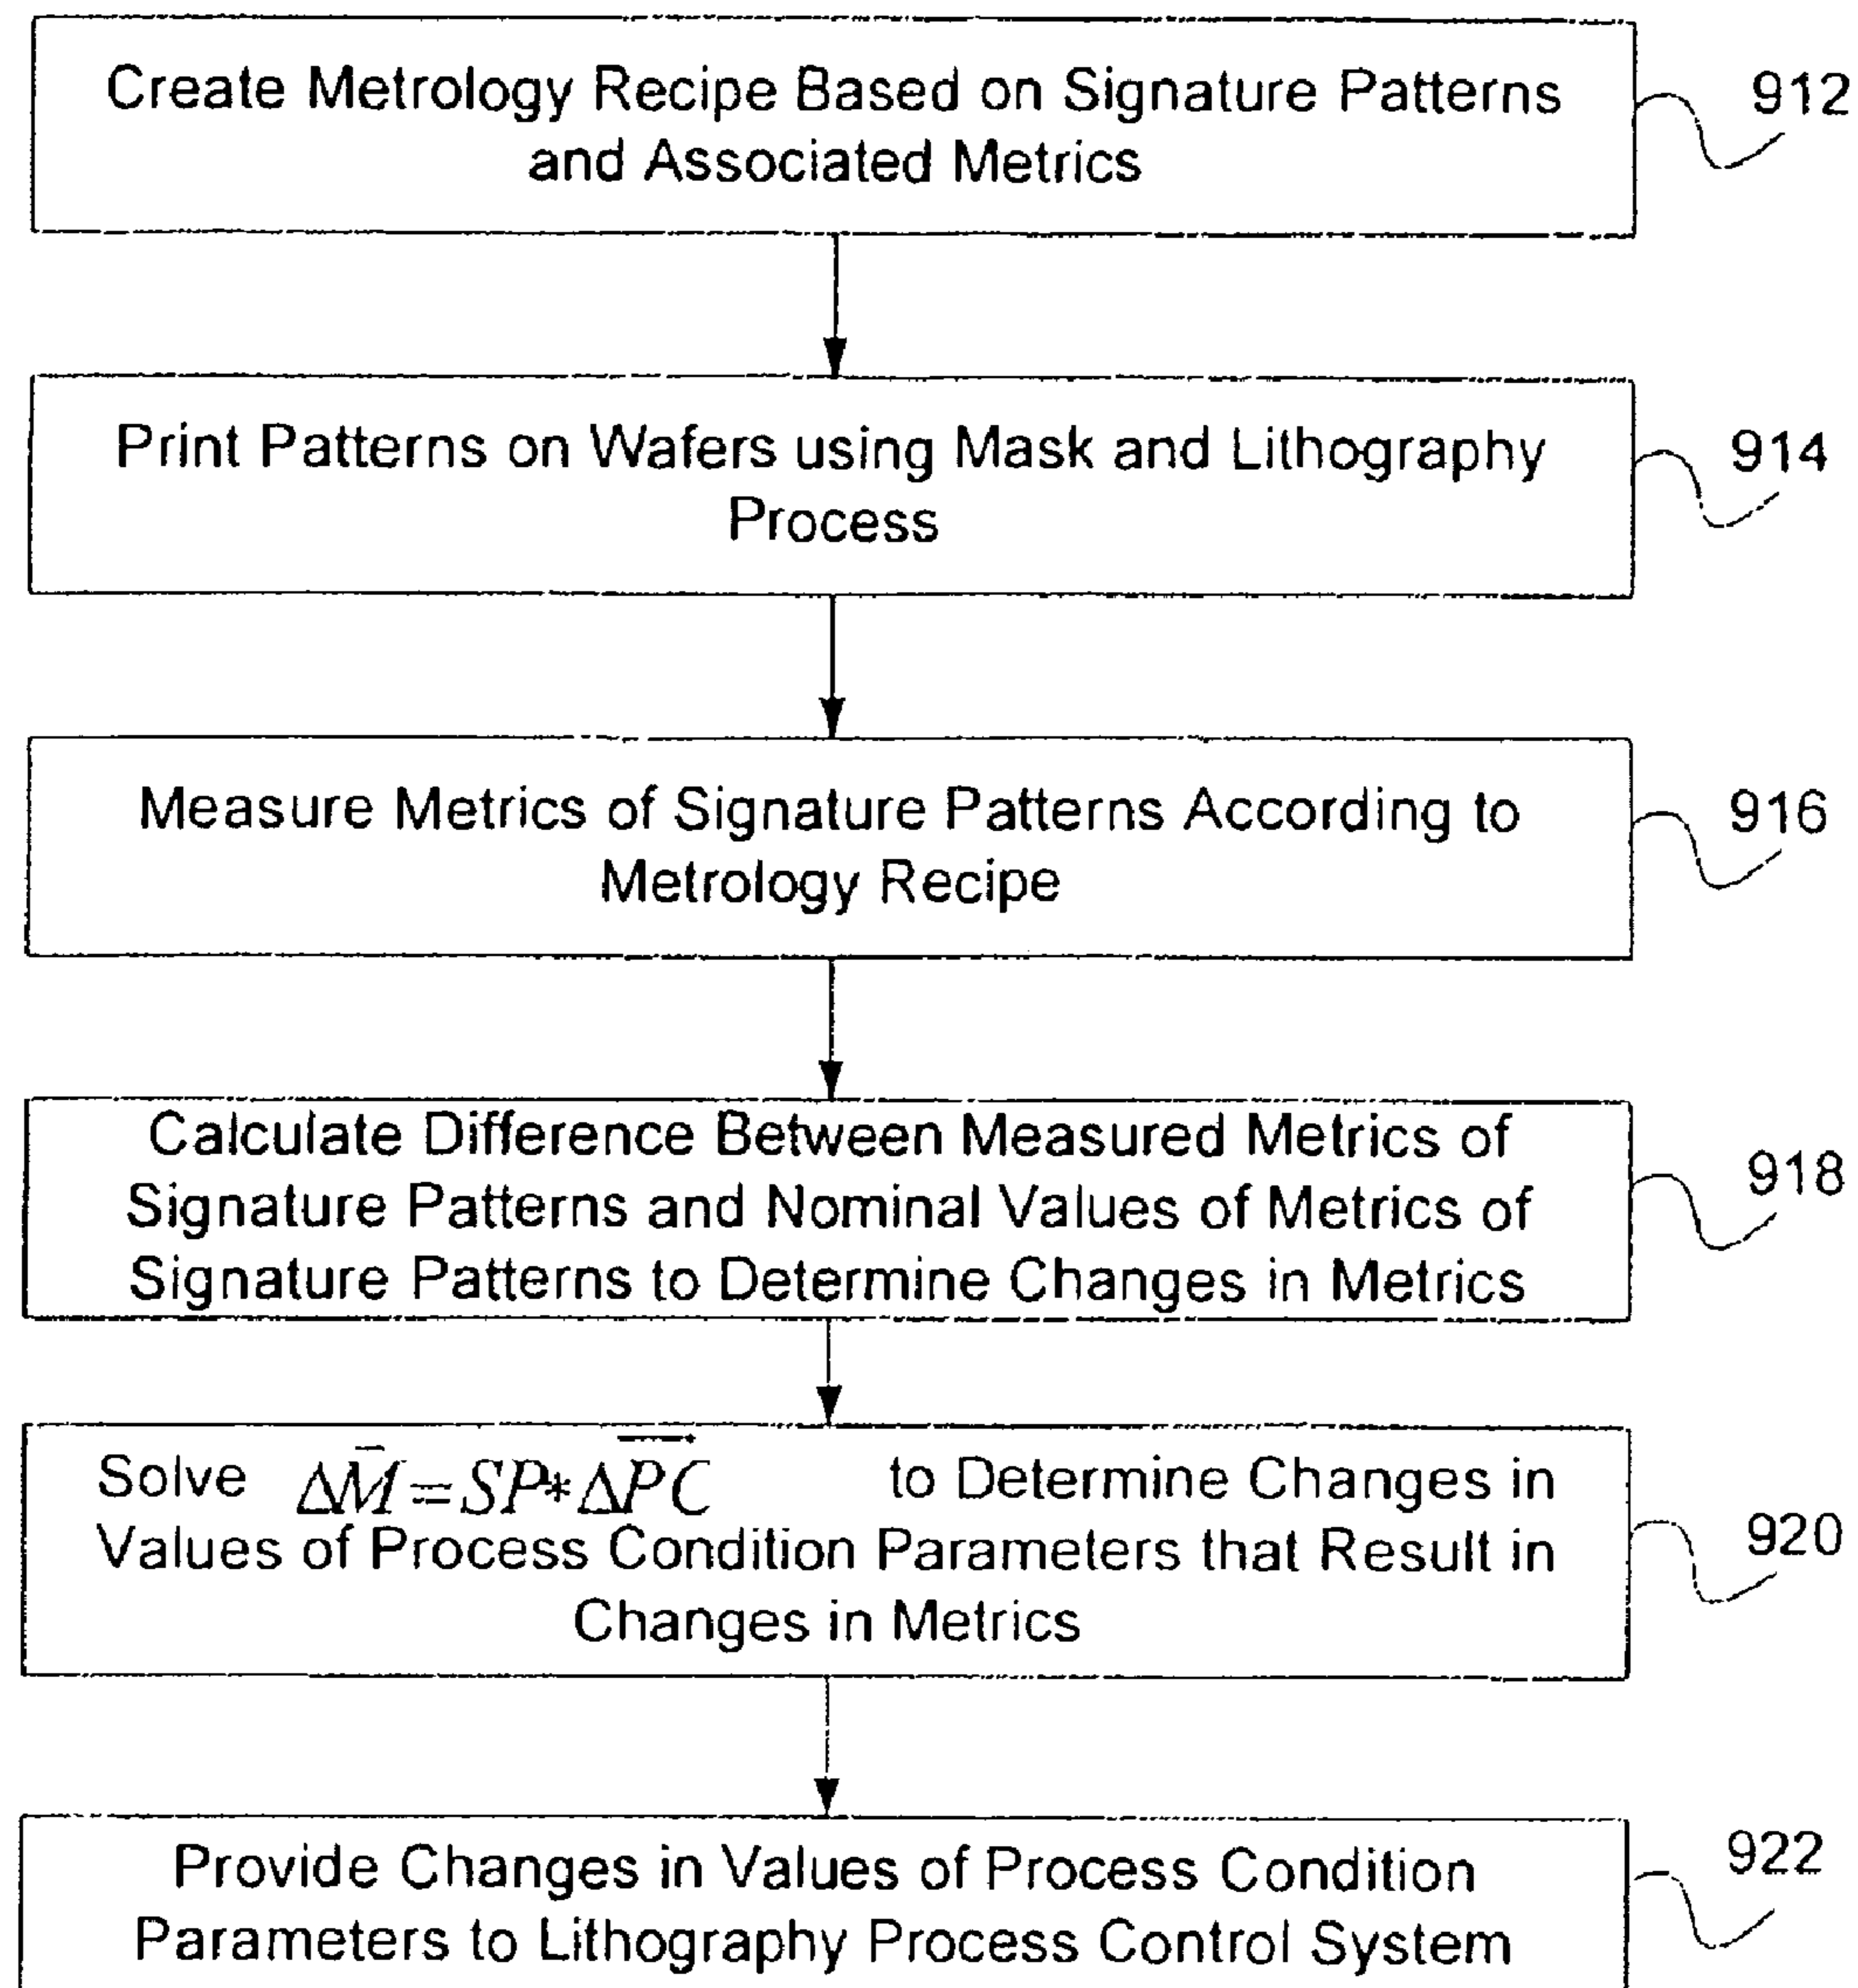 Create Metrology Recipe Based on Signature Patterns
and Associated Metrics
912
Print Patterns on Wafers using Mask and Lithography
Process
914
Measure Metrics of Signature Patterns According to
Metrology Recipe
916
Calculate Difference Between Measured Metrics of
Signature Patterns and Nominal Values of Metrics of
Signature Patterns to Determine Changes in Metrics
918
Solve ΔM̄ = SP * Δ\overline{PC} to Determine Changes in
Values of Process Condition Parameters that Result in
Changes in Metrics
920
Provide Changes in Values of Process Condition
Parameters to Lithography Process Control System
922